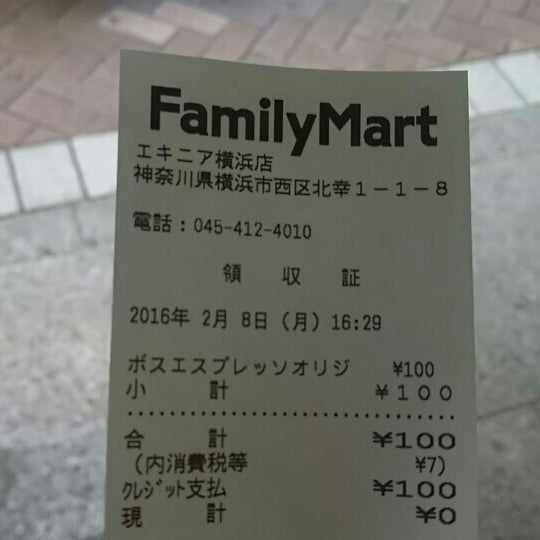 FamilyMart
エキニア横浜店
神奈川県横浜市西区北幸1-1-8
電話:045-412-4010
領 収 証
2016年 2月 8日(月) 16:29
ボスエスプレッソオリジ ¥100
小 計 ¥100
合 計 ¥100
(内消費税等 ¥7)
クレジット支払 ¥100
現 計 ¥0